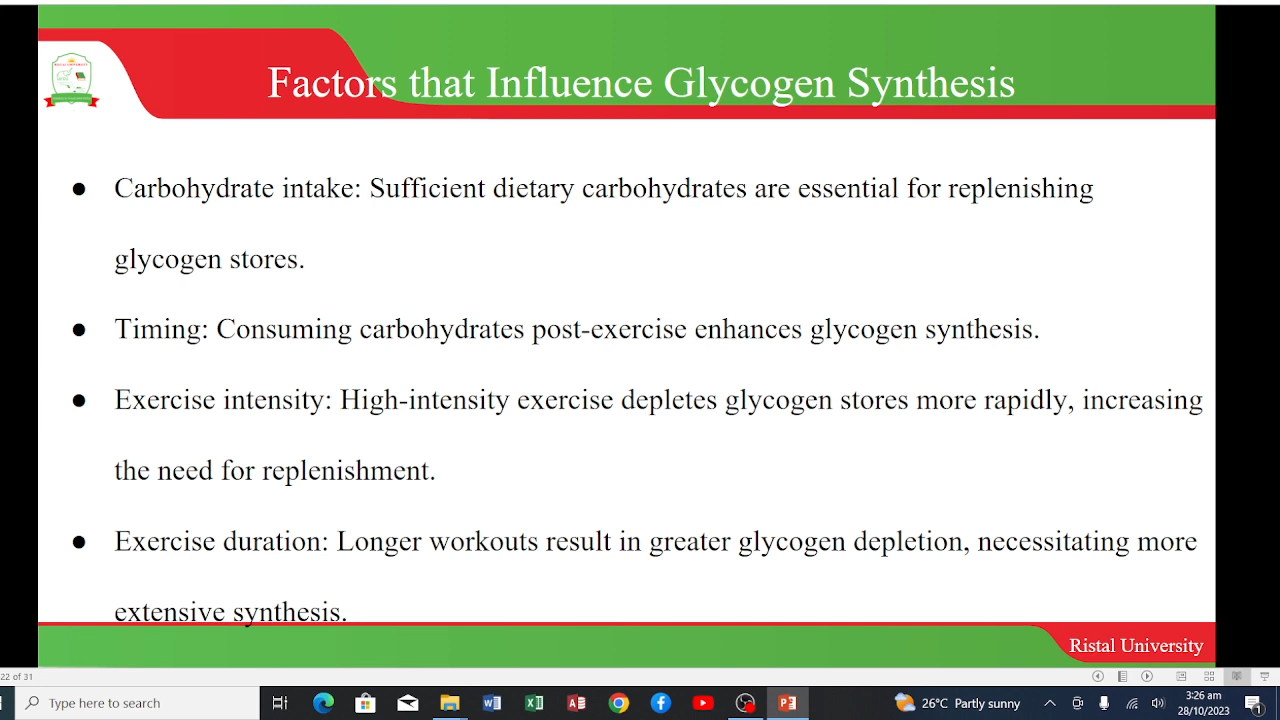 Factors that Influence Glycogen Synthesis
● Carbohydrate intake: Sufficient dietary carbohydrates are essential for replenishing
glycogen stores.
● Timing: Consuming carbohydrates post-exercise enhances glycogen synthesis.
● Exercise intensity: High-intensity exercise depletes glycogen stores more rapidly, increasing
the need for replenishment.
● Exercise duration: Longer workouts result in greater glycogen depletion, necessitating more
extensive synthesis.
Ristal University
22 of 31
Type here to search
26°C Partly sunny
3:26 am
28/10/2023
1